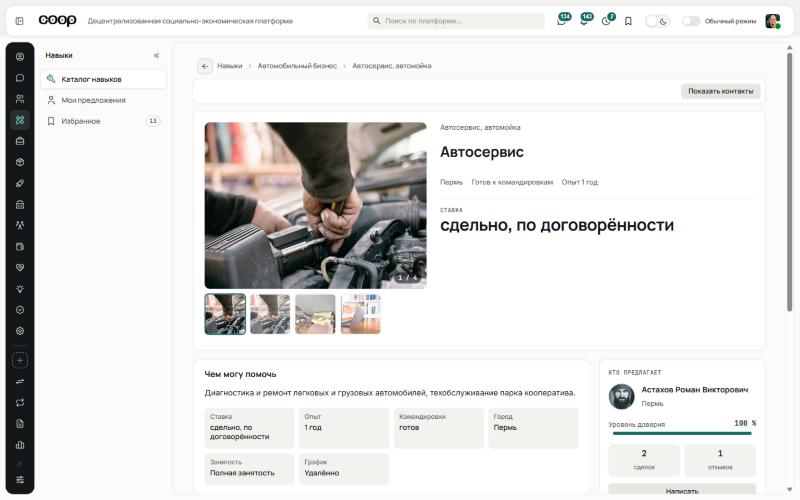 coop
Децентрализованная социально-экономическая платформа
Поиск по платформе...
134
143
2
Обычный режим
Навыки
Каталог навыков
Мои предложения
Избранное
13
Навыки > Автомобильный бизнес > Автосервис, автомойка
Показать контакты
Автосервис, автомойка
Автосервис
Пермь Готов к командировкам Опыт 1 год
СТАВКА
сдельно, по договорённости
1 / 4
Чем могу помочь
Диагностика и ремонт легковых и грузовых автомобилей, техобслуживание парка кооператива.
Ставка
сдельно, по договорённости
Опыт
1 год
Командировки
готов
Город
Пермь
Занятость
Полная занятость
График
Удалённо
КТО ПРЕДЛАГАЕТ
Астахов Роман Викторович
Пермь
Уровень доверия 100 %
2
сделок
1
отзывов
Написать